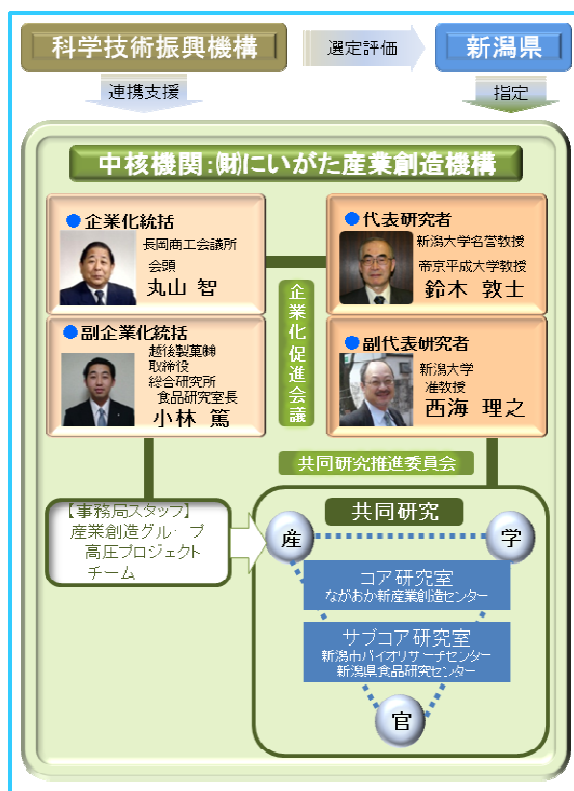 科学技術振興機構
選定評価
新潟県
連携支援
指定
中核機関:㈶にいがた産業創造機構
企業化統括
長岡商工会議所
会頭
丸山 智
代表研究者
新潟大学名誉教授
帝京平成大学教授
鈴木 敦士
企業化促進会議
副企業化統括
越後製菓㈱
取締役
総合研究所
食品研究室長
小林 篤
副代表研究者
新潟大学
准教授
西海 理之
共同研究推進委員会
【事務局スタッフ】
産業創造グループ
高圧プロジェクト
チーム
共同研究
産
学
コア研究室
ながおか新産業創造センター
サブコア研究室
新潟市バイオリサーチセンター
新潟県食品研究センター
官